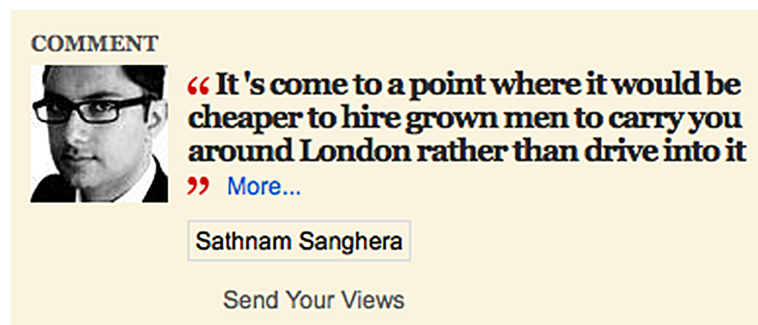 COMMENT
“ It 's come to a point where it would be
cheaper to hire grown men to carry you
around London rather than drive into it
” More...
Sathnam Sanghera
Send Your Views